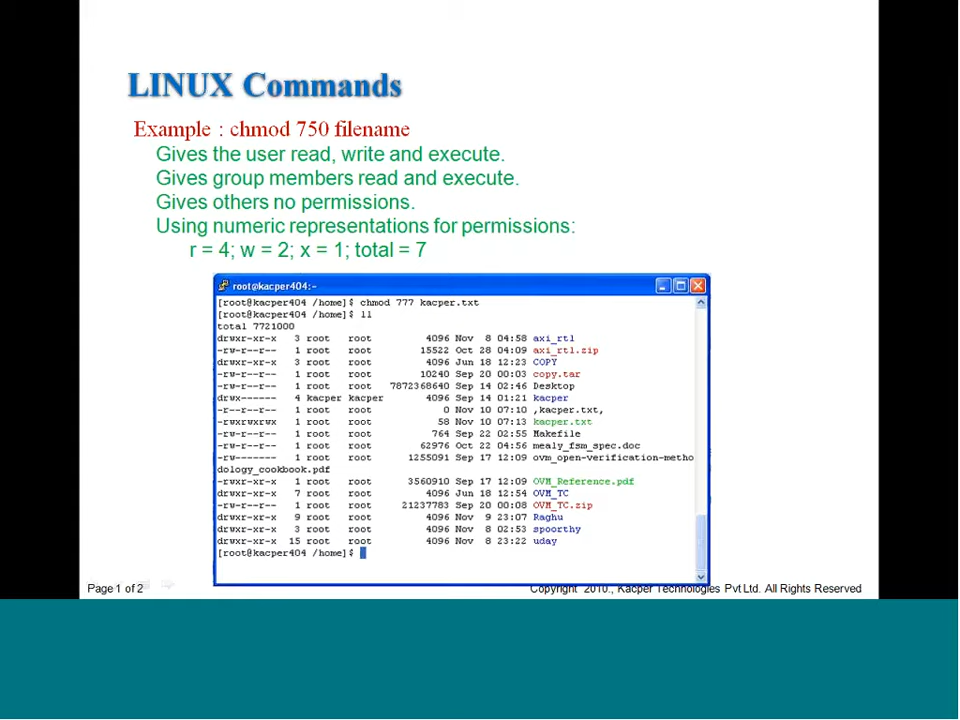 LINUX Commands
Example : chmod 750 filename
Gives the user read, write and execute.
Gives group members read and execute.
Gives others no permissions.
Using numeric representations for permissions:
r = 4; w = 2; x = 1; total = 7
root@kacper404:~
[root@kacper404 /home]$ chmod 777 kacper.txt
[root@kacper404 /home]$ ll
total 7721000
drwxr-xr-x 3 root root 4096 Nov 8 04:58 axi_rtl
-rw-r--r-- 1 root root 15522 Oct 28 04:09 axi_rtl.zip
drwxr-xr-x 3 root root 4096 Jun 18 12:23 COPY
-rw-r--r-- 1 root root 10240 Sep 20 00:03 copy.tar
-rw-r--r-- 1 root root 7872368640 Sep 14 02:46 Desktop
drwx------ 4 kacper kacper 4096 Sep 14 01:21 kacper
-r--r--r-- 1 root root 0 Nov 10 07:10 ,kacper.txt,
-rwxrwxrwx 1 root root 58 Nov 10 07:13 kacper.txt
-rw-r--r-- 1 root root 764 Sep 22 02:55 Makefile
-rw-r--r-- 1 root root 62976 Oct 22 04:56 mealy_fsm_spec.doc
-rw------- 1 root root 1255091 Sep 17 12:09 ovm_open-verification-metho
dology_cookbook.pdf
-rwxr-xr-x 1 root root 3560910 Sep 17 12:09 OVM_Reference.pdf
drwxr-xr-x 7 root root 4096 Jun 18 12:54 OVM_TC
-rw-r--r-- 1 root root 21237783 Sep 20 00:08 OVM_TC.zip
drwxr-xr-x 9 root root 4096 Nov 9 23:07 Raghu
drwxr-xr-x 3 root root 4096 Nov 8 02:53 spoorthy
drwxr-xr-x 15 root root 4096 Nov 8 23:22 uday
[root@kacper404 /home]$
Page 1 of 2
Copyright 2010., Kacper Technologies Pvt Ltd. All Rights Reserved